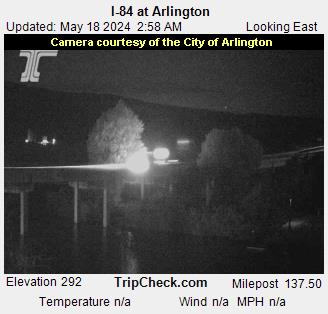 I-84 at Arlington
Updated: May 18 2024 2:58 AM Looking East
Camera courtesy of the City of Arlington
Elevation 292 TripCheck.com Milepost 137.50
Temperature n/a Wind n/a MPH n/a